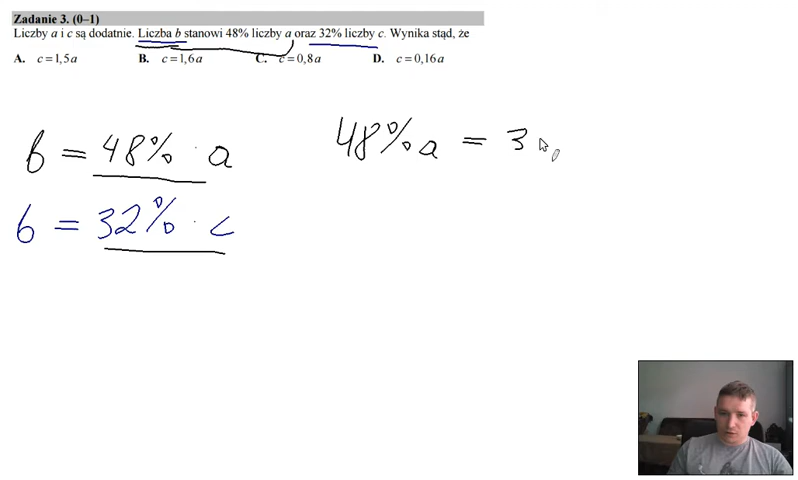 Zadanie 3. (0–1)
Liczby a i c są dodatnie. Liczba b stanowi 48% liczby a oraz 32% liczby c. Wynika stąd, że
A. c = 1,5a B. c = 1,6a C. c = 0,8a D. c = 0,16a
b = 48% · a
48% a = 3
b = 32% · c